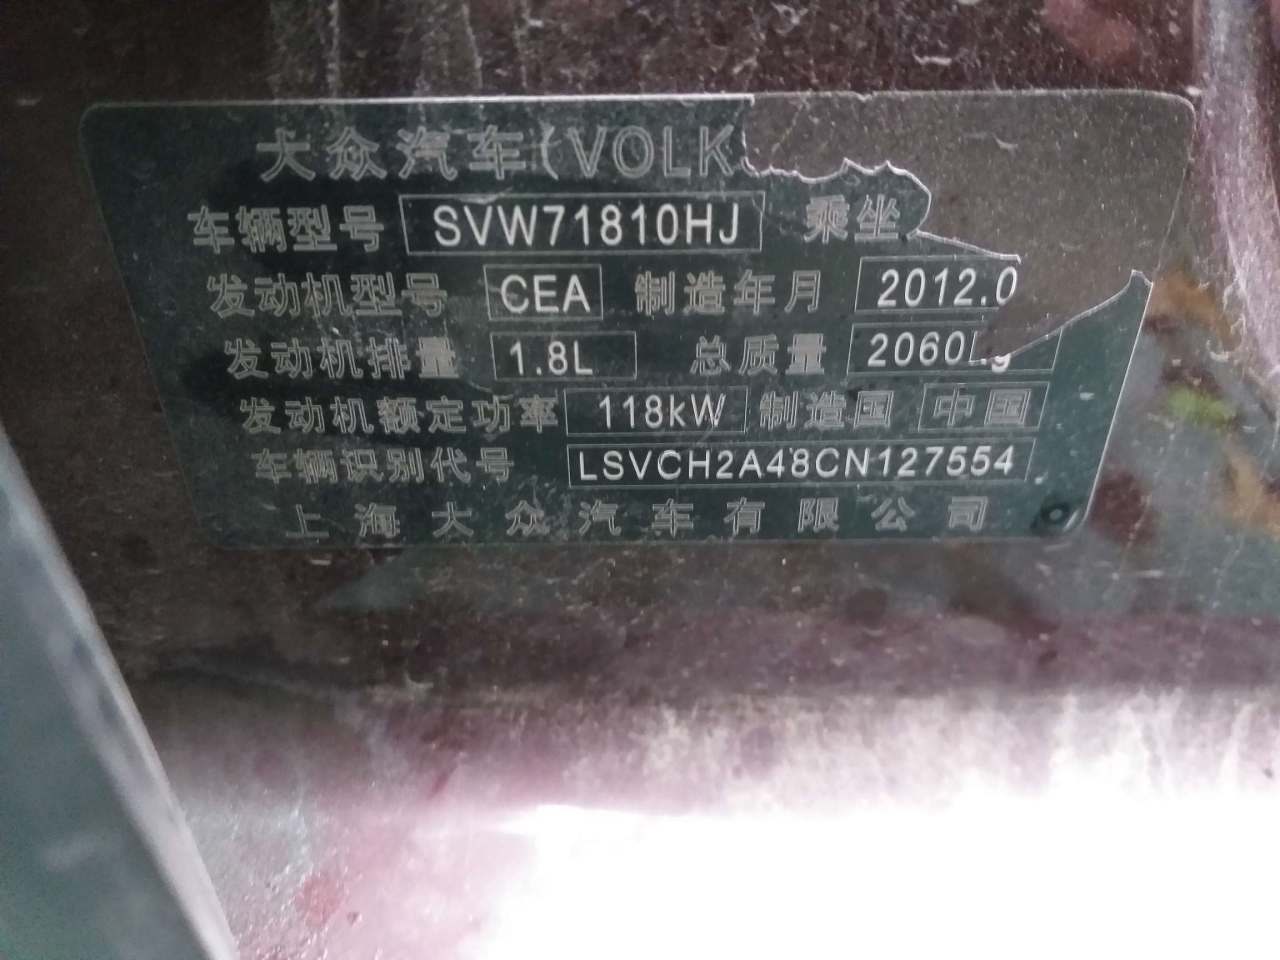 大众汽车(VOLK
车辆型号 SVW71810HJ 乘坐
发动机型号 CEA 制造年月 2012.0
发动机排量 1.8L 总质量 2060kg
发动机额定功率 118kW 制造国 中国
车辆识别代号 LSVCH2A48CN127554
上海大众汽车有限公司